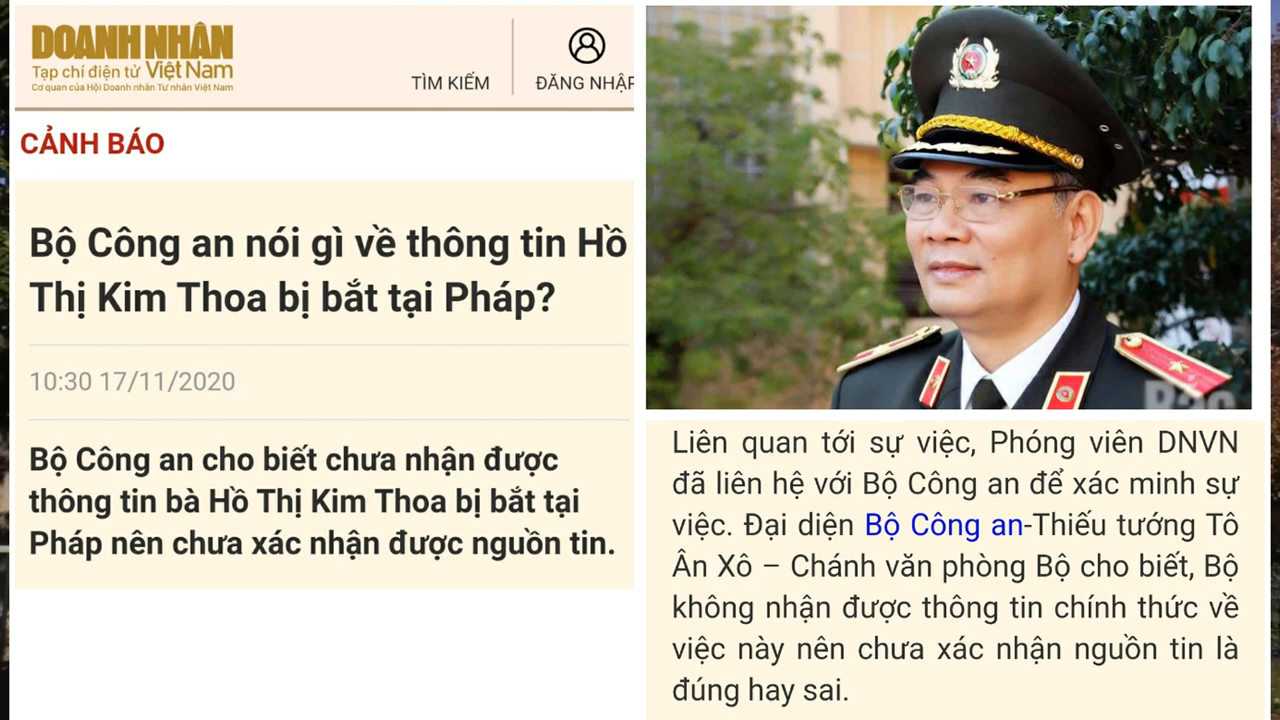 DOANH NHÂN
Tạp chí điện tử Việt Nam
Cơ quan của Hội Doanh nhân Tư nhân Việt Nam
TÌM KIẾM
ĐĂNG NHẬP
CẢNH BÁO
Bộ Công an nói gì về thông tin Hồ
Thị Kim Thoa bị bắt tại Pháp?
10:30 17/11/2020
Bộ Công an cho biết chưa nhận được
thông tin bà Hồ Thị Kim Thoa bị bắt tại
Pháp nên chưa xác nhận được nguồn tin.
Báo
Liên quan tới sự việc, Phóng viên DNVN
đã liên hệ với Bộ Công an để xác minh sự
việc. Đại diện Bộ Công an-Thiếu tướng Tô
Ân Xô – Chánh văn phòng Bộ cho biết, Bộ
không nhận được thông tin chính thức về
việc này nên chưa xác nhận nguồn tin là
đúng hay sai.